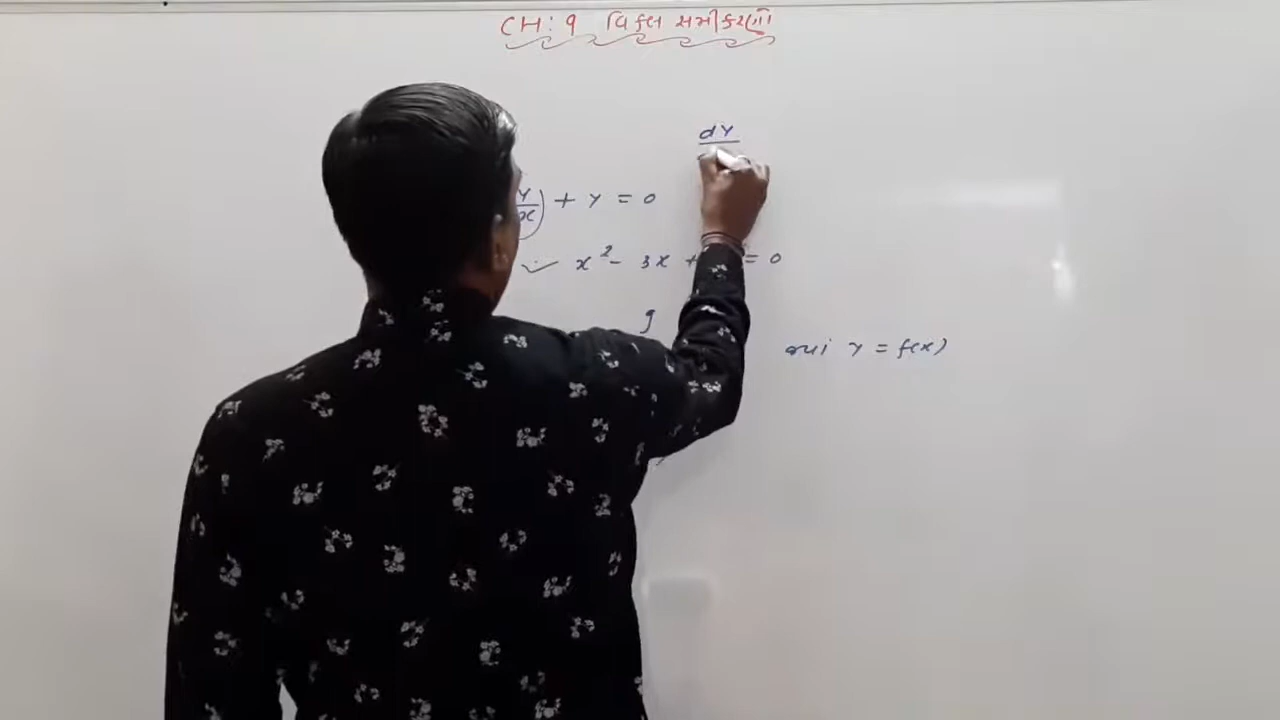 CH: 9 વિકલ સમીકરણો
dY
Y/x) + Y = 0
x² - 3x + = 0
જ્યાં Y = f(x)